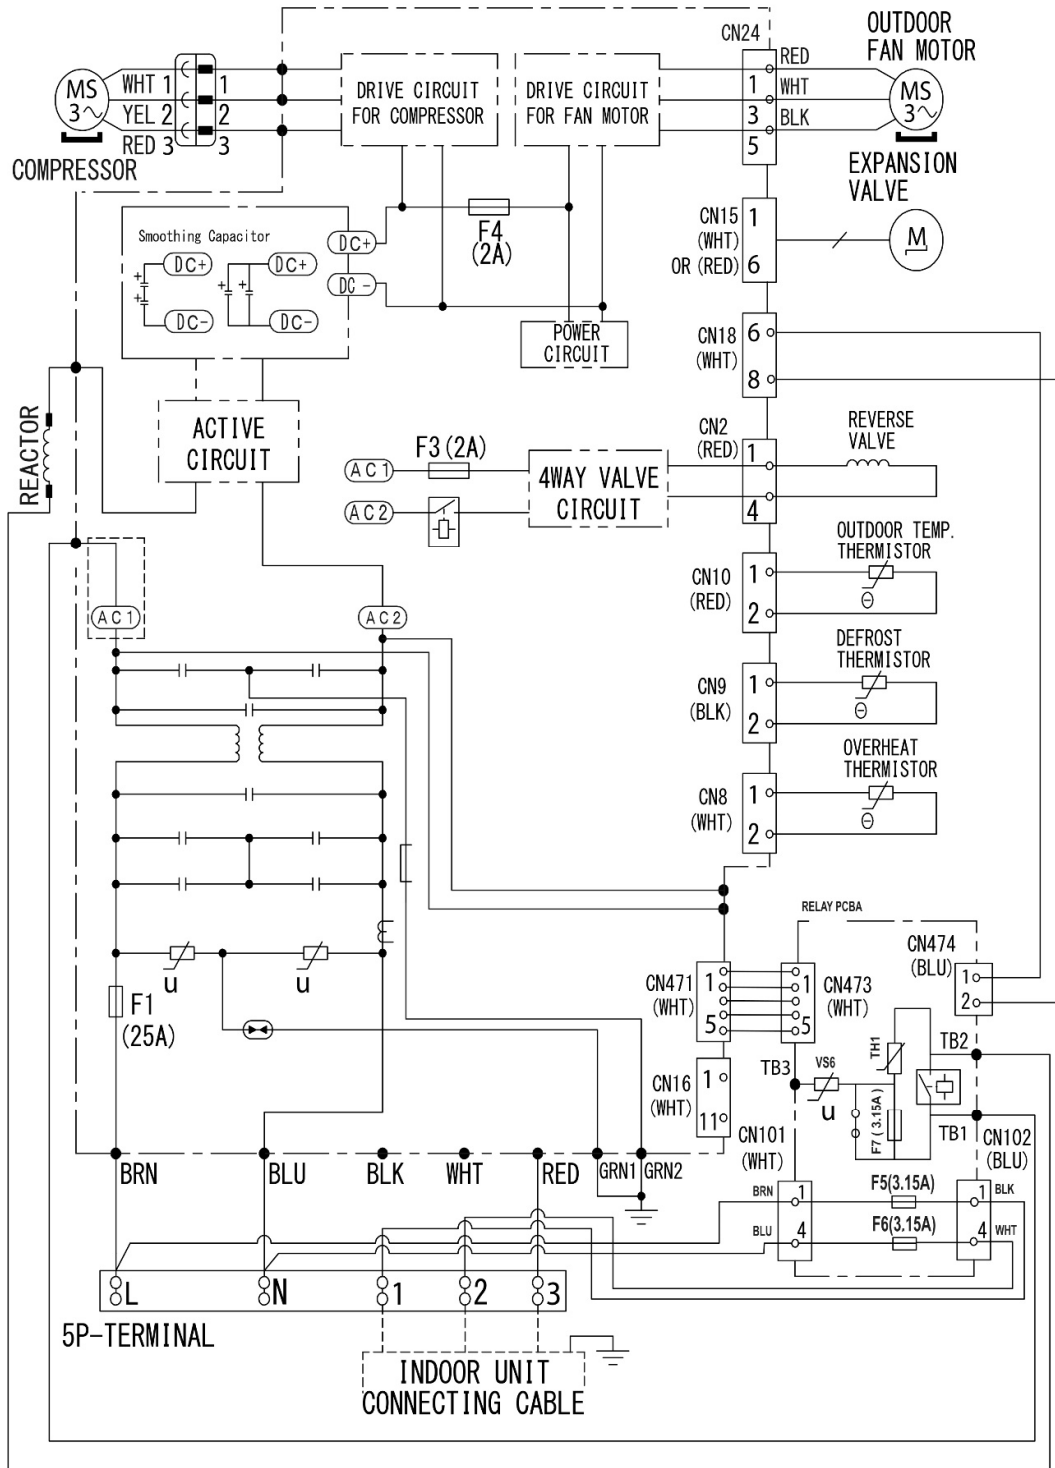 OUTDOOR
FAN MOTOR
CN24
RED
WHT
BLK
1
3
5
MS
3
EXPANSION
VALVE
MS
3
WHT 1
YEL 2
RED 3
1
2
3
COMPRESSOR
DRIVE CIRCUIT
FOR COMPRESSOR
DRIVE CIRCUIT
FOR FAN MOTOR
F4
(2A)
Smoothing Capacitor
DC+
DC+
DC-
DC-
DC+
DC -
POWER
CIRCUIT
CN15
(WHT)
OR (RED)
1
6
M
CN18
(WHT)
6
8
REACTOR
ACTIVE
CIRCUIT
F3 (2A)
AC1
AC2
4WAY VALVE
CIRCUIT
CN2
(RED)
1
4
REVERSE
VALVE
OUTDOOR TEMP.
THERMISTOR
CN10
(RED)
1
2
DEFROST
THERMISTOR
CN9
(BLK)
1
2
OVERHEAT
THERMISTOR
CN8
(WHT)
1
2
AC1
AC2
u
u
F1
(25A)
RELAY PCBA
CN471
(WHT)
1
5
1
5
CN473
(WHT)
CN474
(BLU)
1
2
CN16
(WHT)
1
11
TB3
VS6
u
TH1
F7 (3.15A)
TB2
TB1
CN101
(WHT)
CN102
(BLU)
BRN
BLU
1
4
F5(3.15A)
F6(3.15A)
1
4
BLK
WHT
BRN
BLU
BLK
WHT
RED
GRN1
GRN2
L
N
1
2
3
5P-TERMINAL
INDOOR UNIT
CONNECTING CABLE